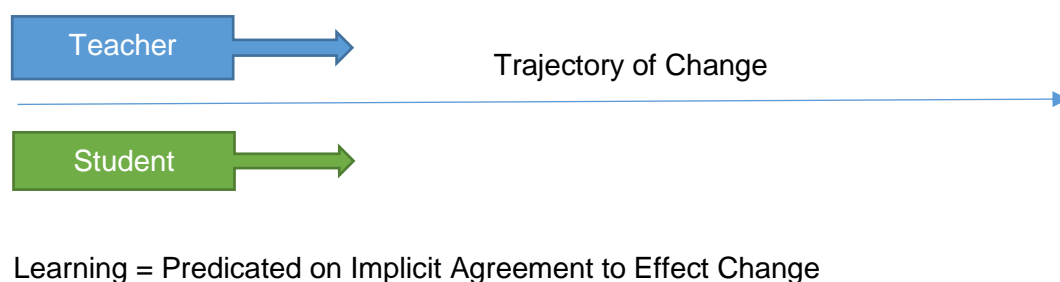 Teacher
Trajectory of Change
Student
Learning = Predicated on Implicit Agreement to Effect Change